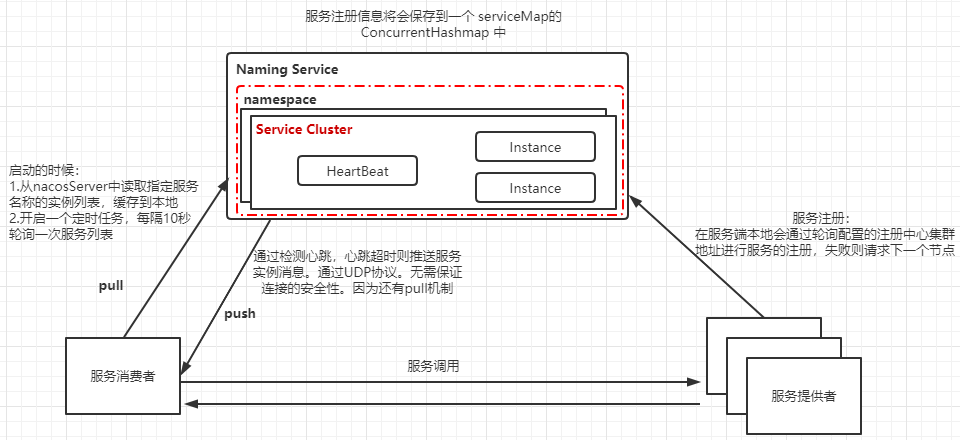 服务注册信息将会保存到一个 serviceMap的
ConcurrentHashmap 中
Naming Service
namespace
Service Cluster
HeartBeat
Instance
Instance
启动的时候:
1.从nacosServer中读取指定服务
名称的实例列表，缓存到本地
2.开启一个定时任务，每隔10秒
轮询一次服务列表
pull
通过检测心跳，心跳超时则推送服务
实例消息。通过UDP协议。无需保证
连接的安全性。因为还有pull机制
push
服务注册：
在服务端本地会通过轮询配置的注册中心集群
地址进行服务的注册，失败则请求下一个节点
服务消费者
服务调用
服务提供者